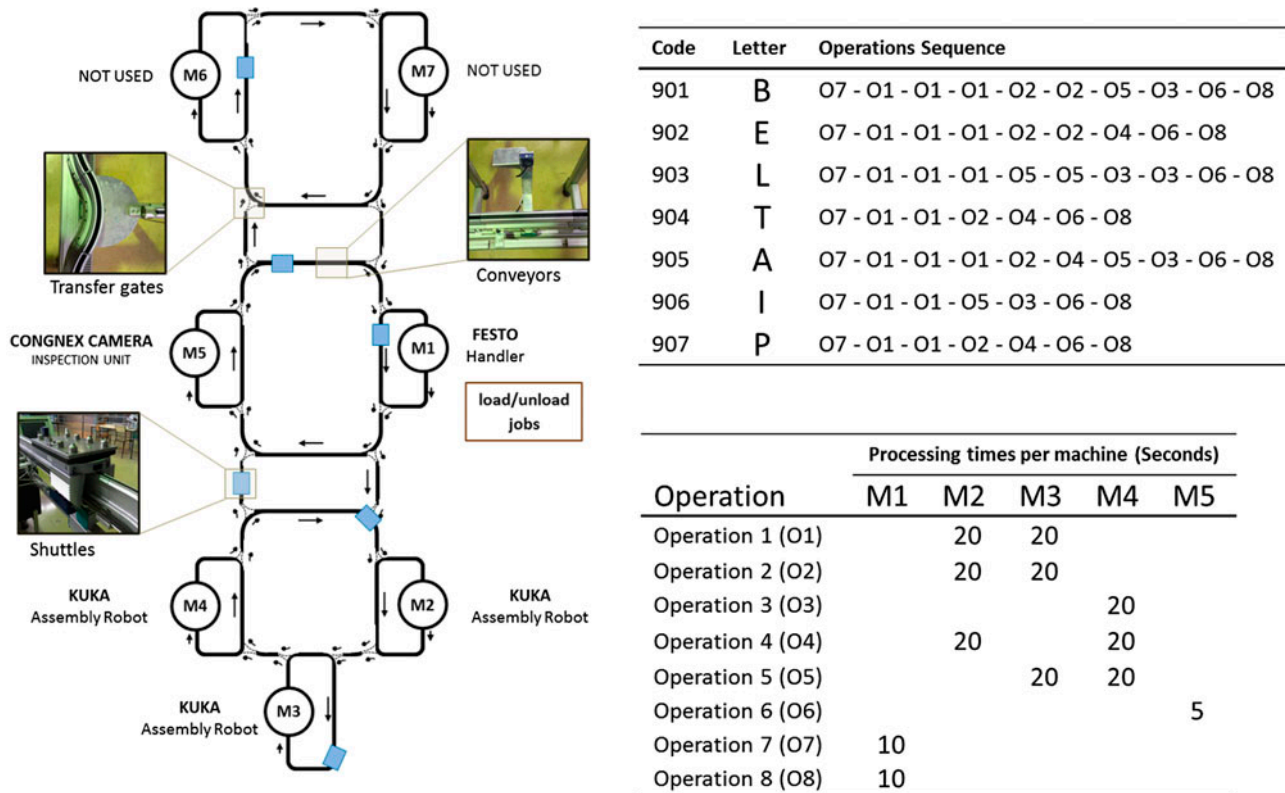 M6
NOT USED
M7
NOT USED
Transfer gates
Conveyors
CONGNEX CAMERA
INSPECTION UNIT
M5
M1
FESTO
Handler
load/unload
jobs
Shuttles
KUKA
Assembly Robot
M4
M2
KUKA
Assembly Robot
KUKA
Assembly Robot
M3
Code Letter Operations Sequence
901 B O7 - O1 - O1 - O1 - O2 - O2 - O5 - O3 - O6 - O8
902 E O7 - O1 - O1 - O1 - O2 - O2 - O4 - O6 - O8
903 L O7 - O1 - O1 - O1 - O5 - O5 - O3 - O3 - O6 - O8
904 T O7 - O1 - O1 - O2 - O4 - O6 - O8
905 A O7 - O1 - O1 - O1 - O2 - O4 - O5 - O3 - O6 - O8
906 I O7 - O1 - O1 - O5 - O3 - O6 - O8
907 P O7 - O1 - O1 - O2 - O4 - O6 - O8
Processing times per machine (Seconds)
Operation M1 M2 M3 M4 M5
Operation 1 (O1) 20 20
Operation 2 (O2) 20 20
Operation 3 (O3) 20
Operation 4 (O4) 20 20
Operation 5 (O5) 20 20
Operation 6 (O6) 5
Operation 7 (O7) 10
Operation 8 (O8) 10